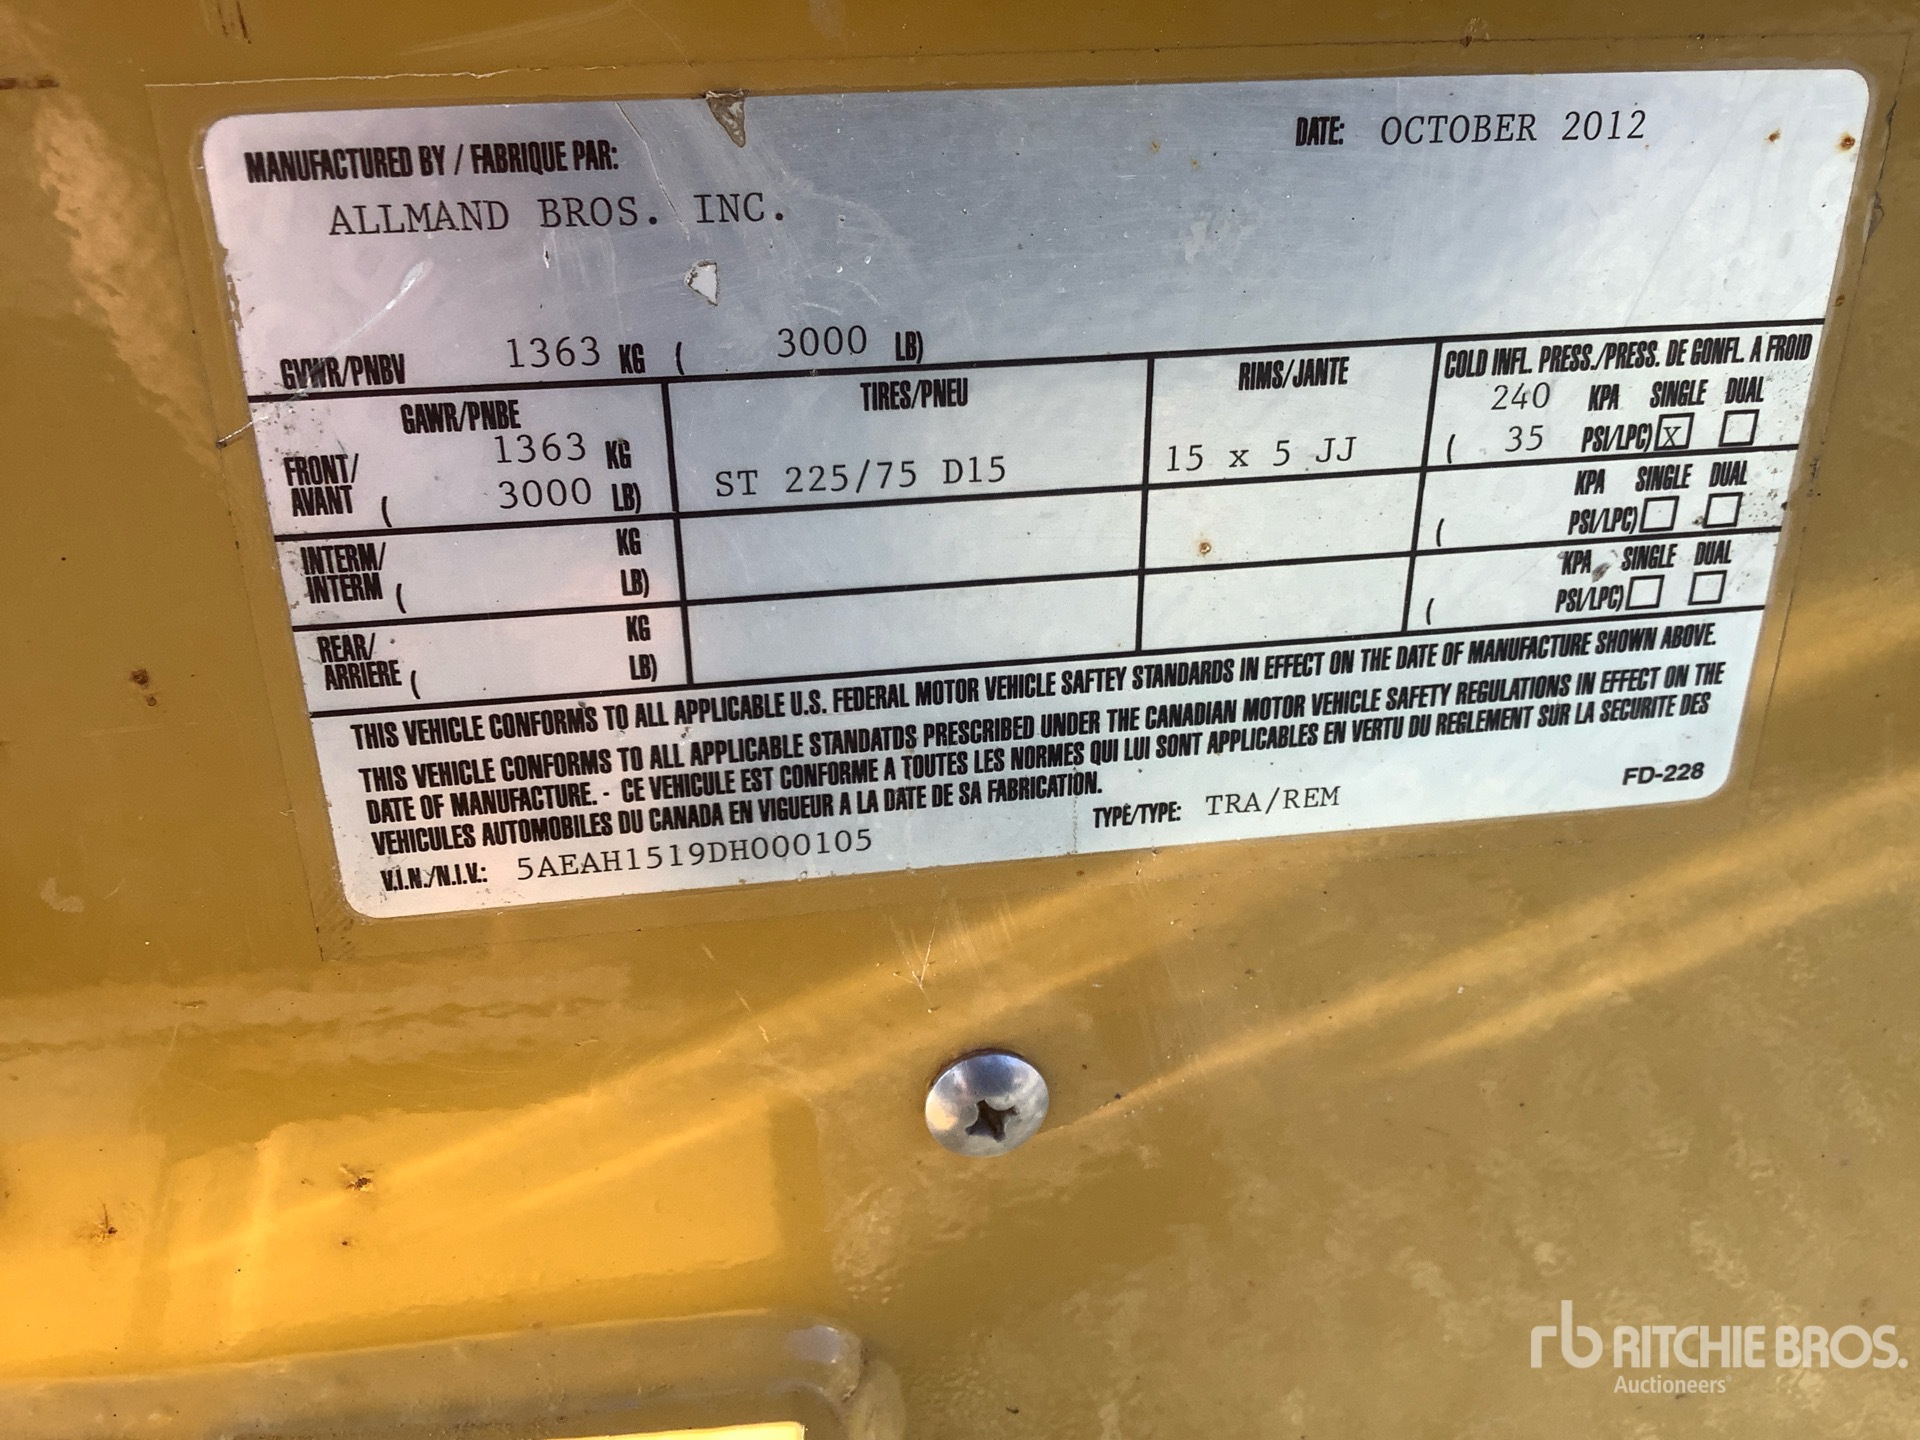 MANUFACTURED BY / FABRIQUE PAR:
DATE: OCTOBER 2012
ALLMAND BROS. INC.
GVWR/PNBV 1363 KG ( 3000 LB)
GAWR/PNBE TIRES/PNEU RIMS/JANTE COLD INFL. PRESS./PRESS. DE GONFL. A FROID
FRONT/ 1363 KG ST 225/75 D15 15 x 5 JJ 240 KPA SINGLE DUAL
AVANT ( 3000 LB) ( 35 PSI/LPC) X
INTERM/ KG KPA SINGLE DUAL
INTERM ( LB) ( PSI/LPC)
REAR/ KG KPA SINGLE DUAL
ARRIERE ( LB) ( PSI/LPC)
THIS VEHICLE CONFORMS TO ALL APPLICABLE U.S. FEDERAL MOTOR VEHICLE SAFTEY STANDARDS IN EFFECT ON THE DATE OF MANUFACTURE SHOWN ABOVE.
THIS VEHICLE CONFORMS TO ALL APPLICABLE STANDATDS PRESCRIBED UNDER THE CANADIAN MOTOR VEHICLE SAFETY REGULATIONS IN EFFECT ON THE
DATE OF MANUFACTURE. - CE VEHICULE EST CONFORME A TOUTES LES NORMES QUI LUI SONT APPLICABLES EN VERTU DU REGLEMENT SUR LA SECURITE DES
VEHICULES AUTOMOBILES DU CANADA EN VIGUEUR A LA DATE DE SA FABRICATION.
V.I.N./N.I.V.: 5AEAH1519DH000105 TYPE/TYPE: TRA/REM FD-228
rb RITCHIE BROS.
Auctioneers